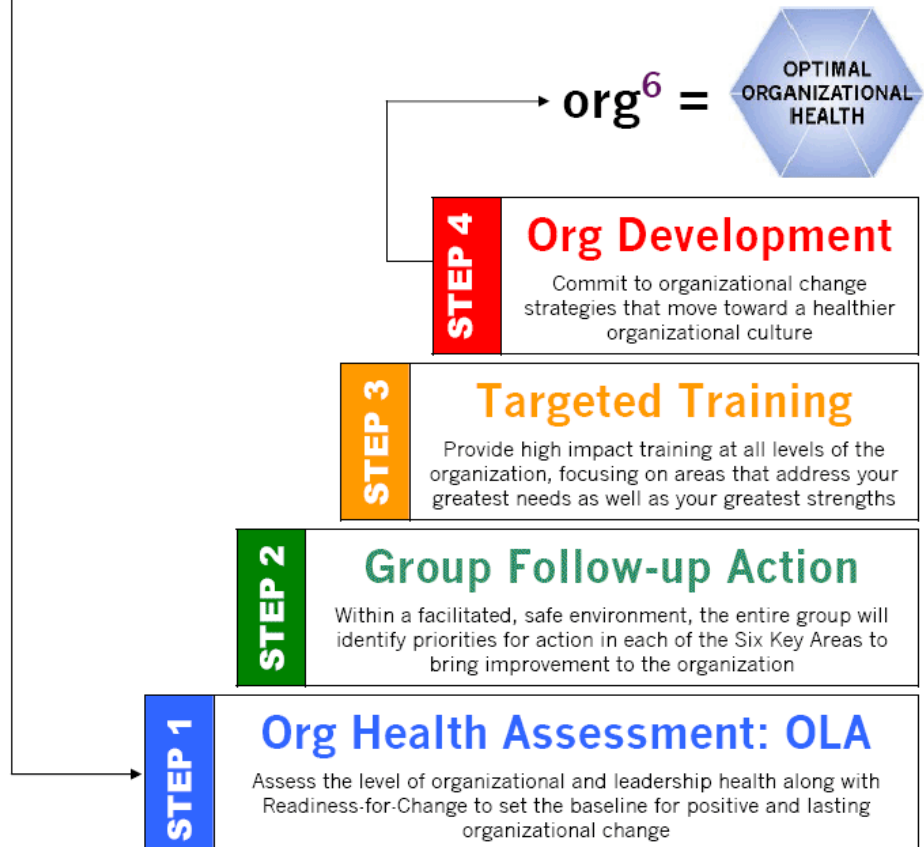 org6 =
OPTIMAL
ORGANIZATIONAL
HEALTH
STEP 4
Org Development
Commit to organizational change
strategies that move toward a healthier
organizational culture
STEP 3
Targeted Training
Provide high impact training at all levels of the
organization, focusing on areas that address your
greatest needs as well as your greatest strengths
STEP 2
Group Follow-up Action
Within a facilitated, safe environment, the entire group will
identify priorities for action in each of the Six Key Areas to
bring improvement to the organization
STEP 1
Org Health Assessment: OLA
Assess the level of organizational and leadership health along with
Readiness-for-Change to set the baseline for positive and lasting
organizational change